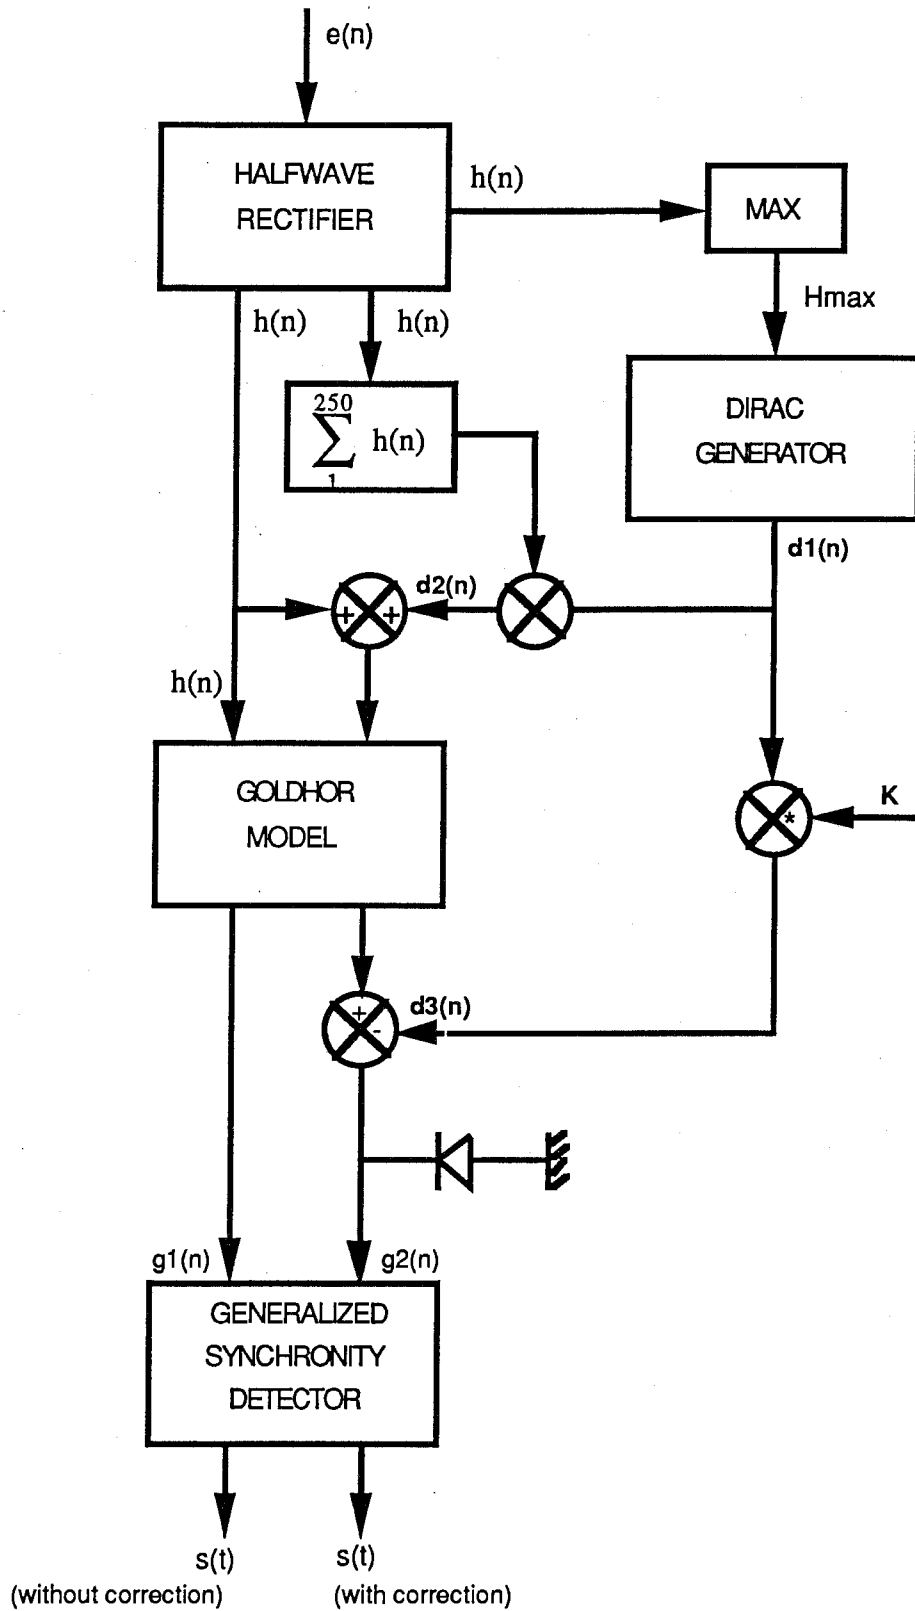 e(n)
HALFWAVE
RECTIFIER
h(n)
MAX
Hmax
h(n)
h(n)
250
∑ h(n)
1
DIRAC
GENERATOR
d1(n)
d2(n)
+ +
h(n)
GOLDHOR
MODEL
*
K
d3(n)
+
-
g1(n)
g2(n)
GENERALIZED
SYNCHRONITY
DETECTOR
s(t)
(without correction)
s(t)
(with correction)